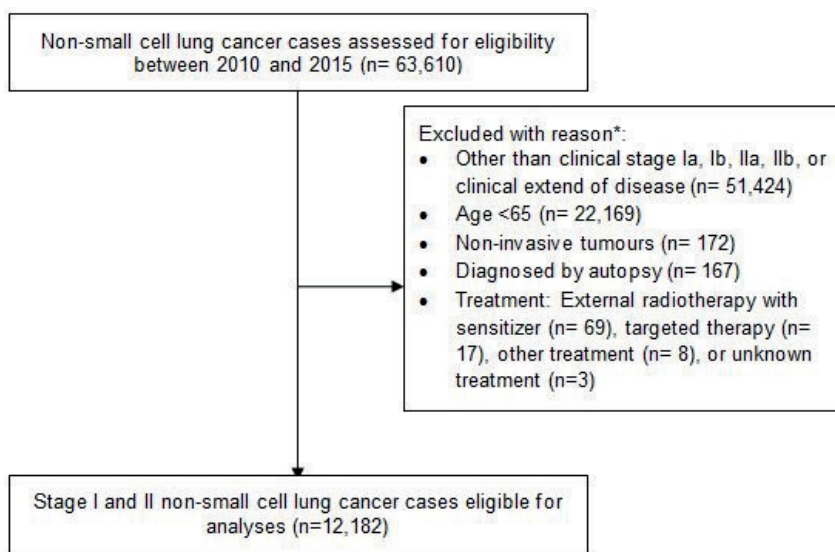 Non-small cell lung cancer cases assessed for eligibility
between 2010 and 2015 (n= 63,610)
Excluded with reason*:
• Other than clinical stage Ia, Ib, IIa, IIb, or
clinical extend of disease (n= 51,424)
• Age <65 (n= 22,169)
• Non-invasive tumours (n= 172)
• Diagnosed by autopsy (n= 167)
• Treatment: External radiotherapy with
sensitizer (n= 69), targeted therapy (n=
17), other treatment (n= 8), or unknown
treatment (n=3)
Stage I and II non-small cell lung cancer cases eligible for
analyses (n=12,182)